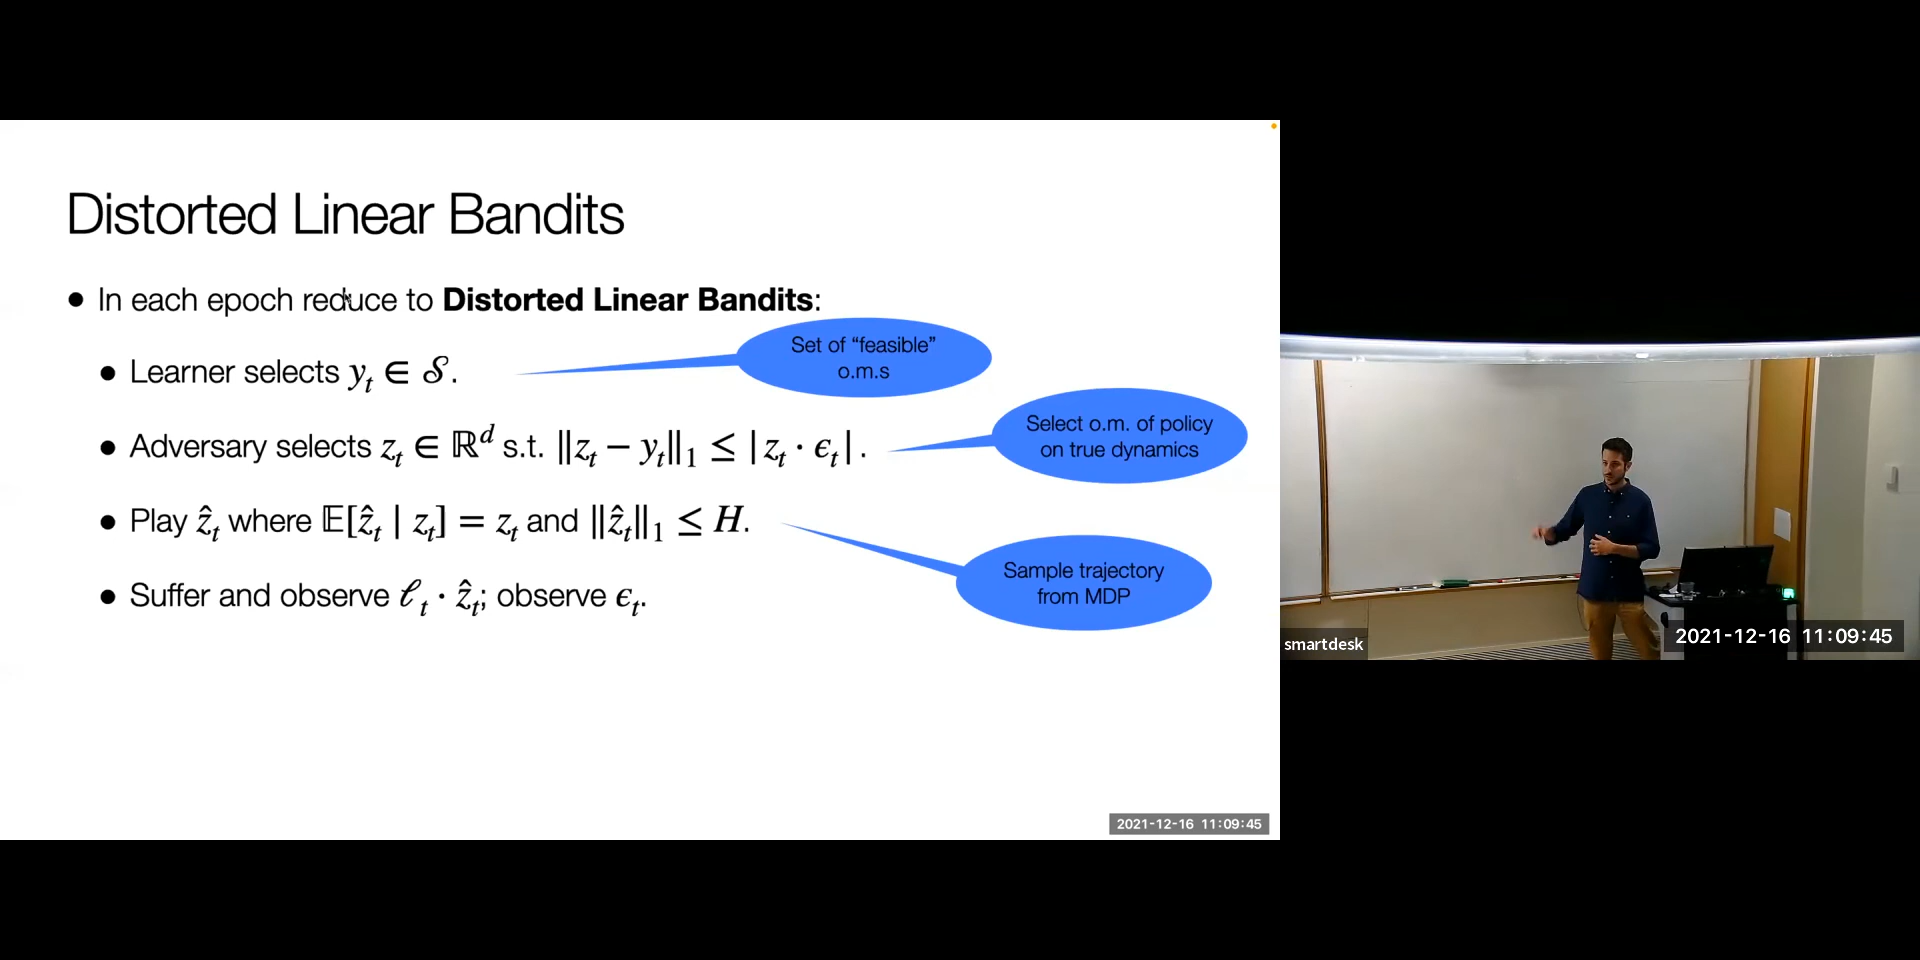 Distorted Linear Bandits
● In each epoch reduce to Distorted Linear Bandits:
Set of “feasible”
o.m.s
● Learner selects yₜ ∈ 𝒮.
Select o.m. of policy
on true dynamics
● Adversary selects zₜ ∈ ℝᵈ s.t. ‖zₜ − yₜ‖₁ ≤ |zₜ · ϵₜ|.
● Play ẑₜ where 𝔼[ẑₜ | zₜ] = zₜ and ‖ẑₜ‖₁ ≤ H.
Sample trajectory
from MDP
● Suffer and observe ℓₜ · ẑₜ; observe ϵₜ.
smartdesk
2021-12-16 11:09:45
2021-12-16 11:09:45